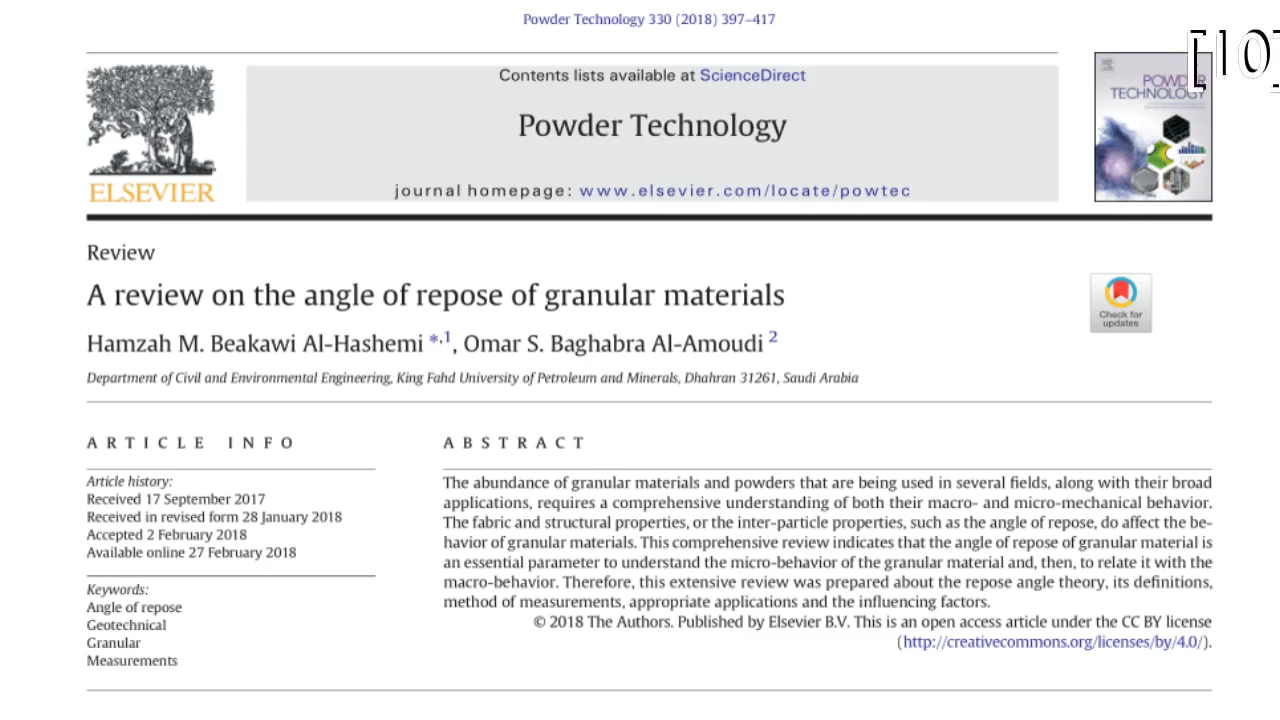 Powder Technology 330 (2018) 397–417
[10]
Contents lists available at ScienceDirect
Powder Technology
journal homepage: www.elsevier.com/locate/powtec
ELSEVIER
POWDER
TECHNOLOGY
Review
A review on the angle of repose of granular materials
Check for
updates
Hamzah M. Beakawi Al-Hashemi *,1, Omar S. Baghabra Al-Amoudi 2
Department of Civil and Environmental Engineering, King Fahd University of Petroleum and Minerals, Dhahran 31261, Saudi Arabia
ARTICLE INFO
Article history:
Received 17 September 2017
Received in revised form 28 January 2018
Accepted 2 February 2018
Available online 27 February 2018
Keywords:
Angle of repose
Geotechnical
Granular
Measurements
ABSTRACT
The abundance of granular materials and powders that are being used in several fields, along with their broad
applications, requires a comprehensive understanding of both their macro- and micro-mechanical behavior.
The fabric and structural properties, or the inter-particle properties, such as the angle of repose, do affect the be-
havior of granular materials. This comprehensive review indicates that the angle of repose of granular material is
an essential parameter to understand the micro-behavior of the granular material and, then, to relate it with the
macro-behavior. Therefore, this extensive review was prepared about the repose angle theory, its definitions,
method of measurements, appropriate applications and the influencing factors.
© 2018 The Authors. Published by Elsevier B.V. This is an open access article under the CC BY license
(http://creativecommons.org/licenses/by/4.0/).